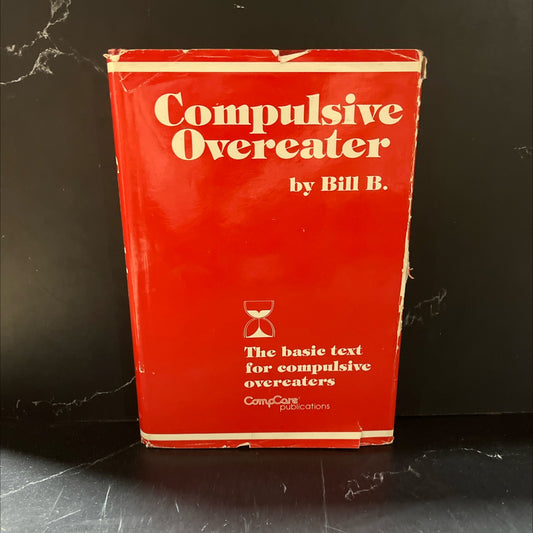 Compulsive
Overeater
by Bill B.
The basic text
for compulsive
overeaters
CompCare®
publications